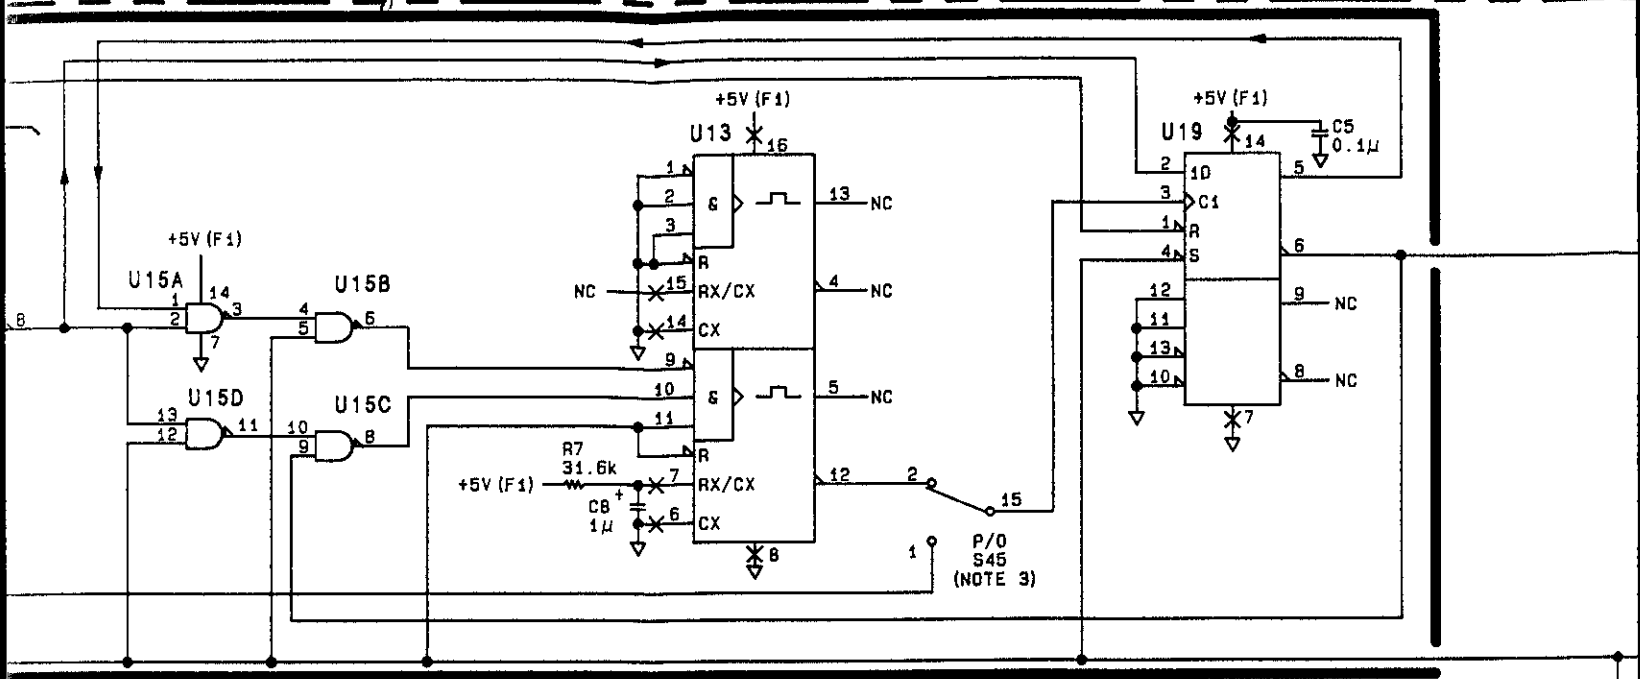 +5V (F1)
U13
16
1
2
3
&
13
NC
R
NC
15
RX/CX
4
NC
14
CX
9
10
&
5
NC
11
R
R7
31.6k
+5V (F1)
7
RX/CX
12
C8
+
1µ
6
CX
8
+5V (F1)
U19
14
C5
0.1µ
2
1D
5
3
C1
1
R
4
S
6
12
9
NC
11
13
10
8
NC
7
+5V (F1)
U15A
14
1
2
3
7
8
U15B
4
5
6
U15D
13
12
11
U15C
10
9
8
2
15
1
P/O
S45
(NOTE 3)